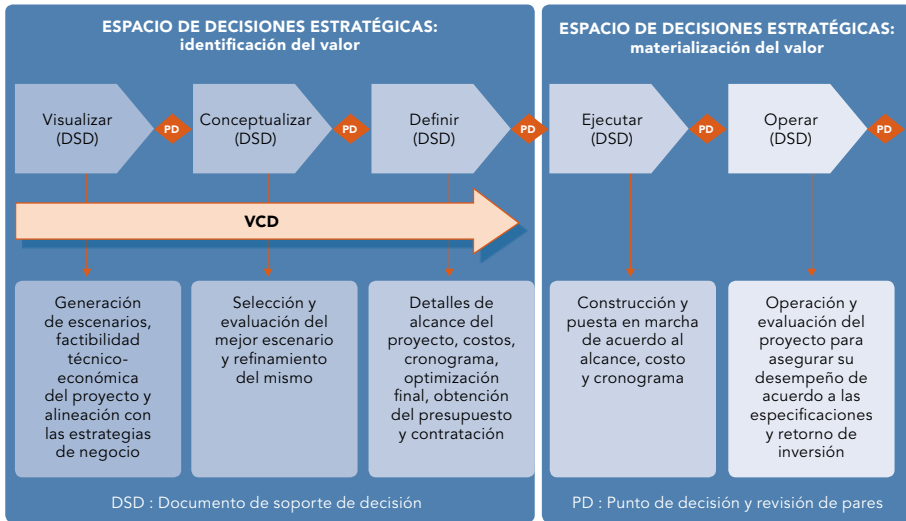 ESPACIO DE DECISIONES ESTRATÉGICAS:
identificación del valor
Visualizar
(DSD)
PD
Conceptualizar
(DSD)
PD
Definir
(DSD)
PD
VCD
Generación
de escenarios,
factibilidad
técnico-
económica
del proyecto y
alineación con
las estrategias
de negocio
Selección y
evaluación del
mejor escenario
y refinamiento
del mismo
Detalles de
alcance del
proyecto, costos,
cronograma,
optimización
final, obtención
del presupuesto
y contratación
DSD : Documento de soporte de decisión
ESPACIO DE DECISIONES ESTRATÉGICAS:
materialización del valor
Ejecutar
(DSD)
PD
Operar
(DSD)
PD
Construcción y
puesta en marcha
de acuerdo al
alcance, costo
y cronograma
Operación y
evaluación del
proyecto para
asegurar su
desempeño de
acuerdo a las
especificaciones
y retorno de
inversión
PD : Punto de decisión y revisión de pares